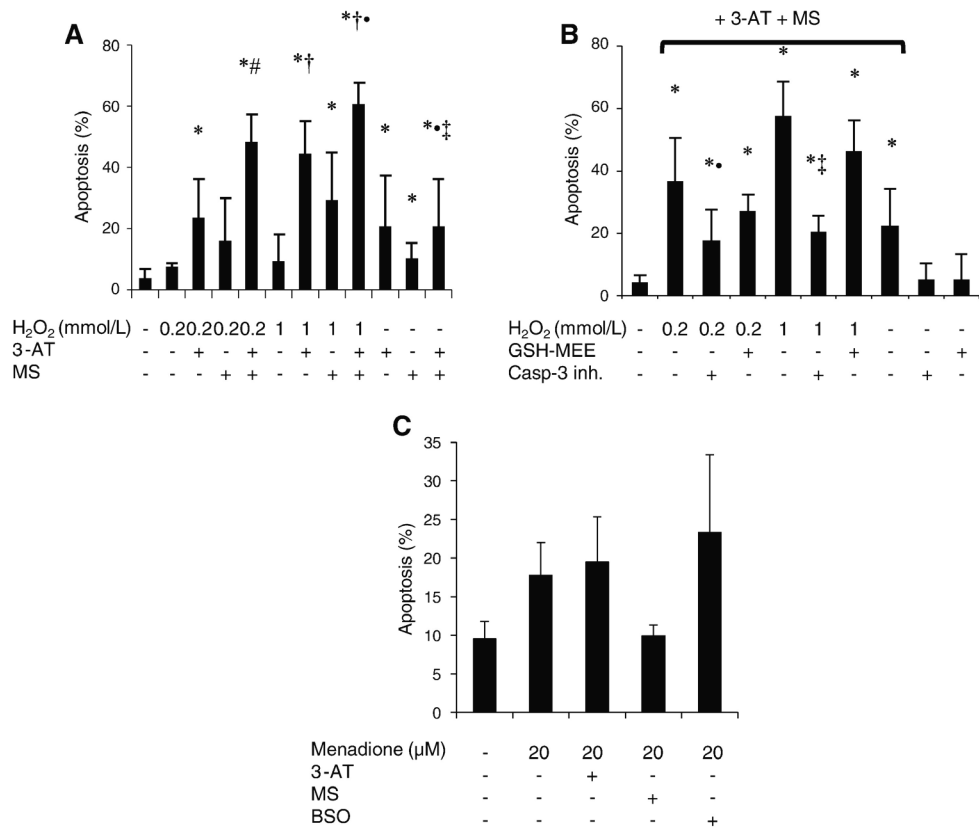 A
*†•
*#
*†
*
*
*
*
*•‡
80
60
40
20
0
Apoptosis (%)
H₂O₂ (mmol/L) - 0.2 0.2 0.2 0.2 1 1 1 1 - - -
3-AT - - + - + - + - + + - +
MS - - - + + - - + + - + +
B
+ 3-AT + MS
*
*•
*
*
*‡
*
*
80
60
40
20
0
Apoptosis (%)
H₂O₂ (mmol/L) - 0.2 0.2 0.2 1 1 1 - - -
GSH-MEE - - - + - - + - - +
Casp-3 inh. - - + - - + - - + -
C
35
30
25
20
15
10
5
0
Apoptosis (%)
Menadione (µM) - 20 20 20 20
3-AT - - + - -
MS - - - + -
BSO - - - - +